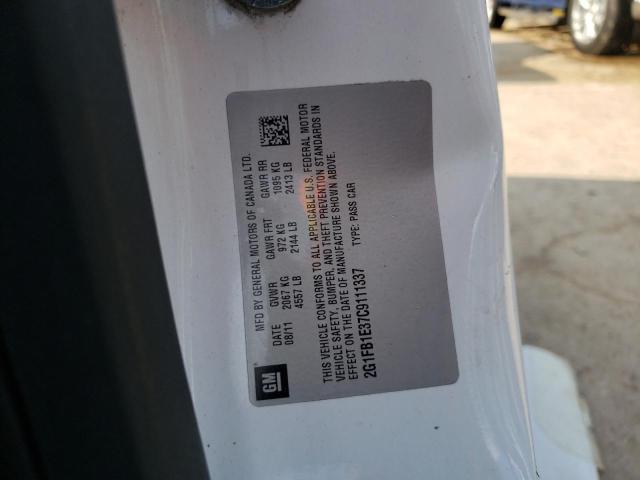 GM
MFD BY GENERAL MOTORS OF CANADA LTD.
DATE GVWR GAWR FRT GAWR RR
08/11 2067 KG 972 KG 1095 KG
4557 LB 2144 LB 2413 LB
THIS VEHICLE CONFORMS TO ALL APPLICABLE U.S. FEDERAL MOTOR
VEHICLE SAFETY, BUMPER, AND THEFT PREVENTION STANDARDS IN
EFFECT ON THE DATE OF MANUFACTURE SHOWN ABOVE.
2G1FB1E37C9111337 TYPE: PASS CAR